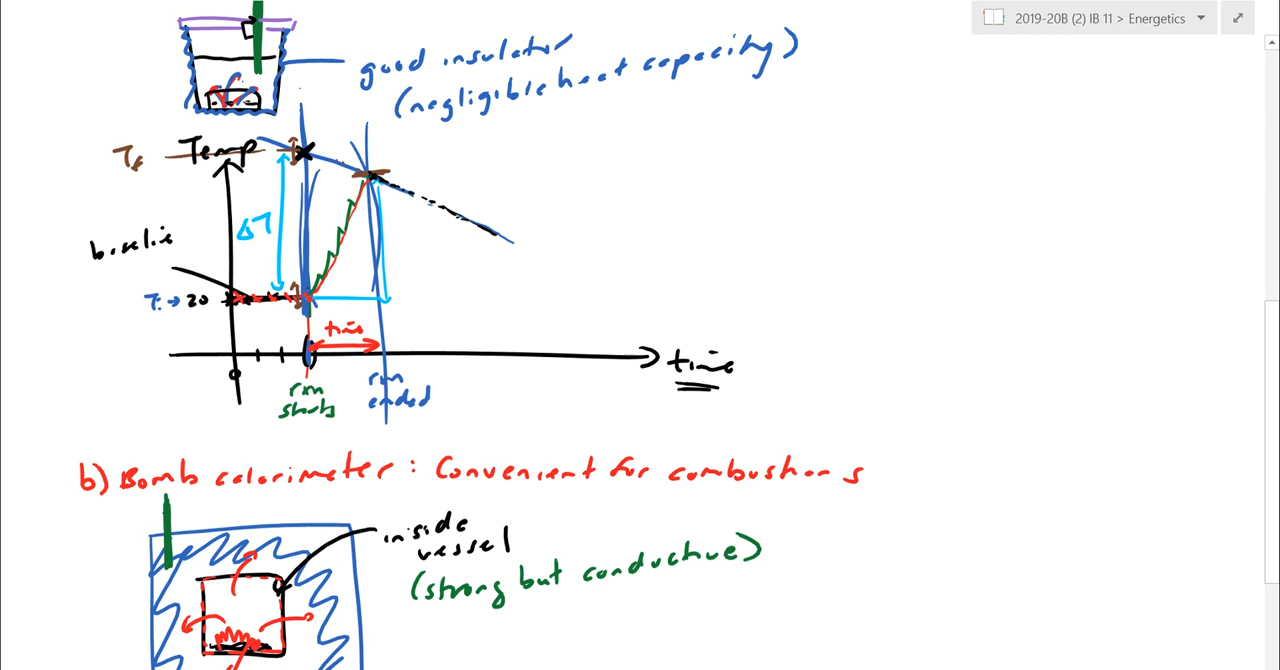 2019-20B (2) IB 11 > Energetics
good insulator
(negligible heat capacity)
Tf
Temp
ΔT
Ti → 20
time
0
time
rxn
starts
rxn
ended
b) Bomb calorimeter : Convenient for combustions
inside
vessel
(strong but conductive)